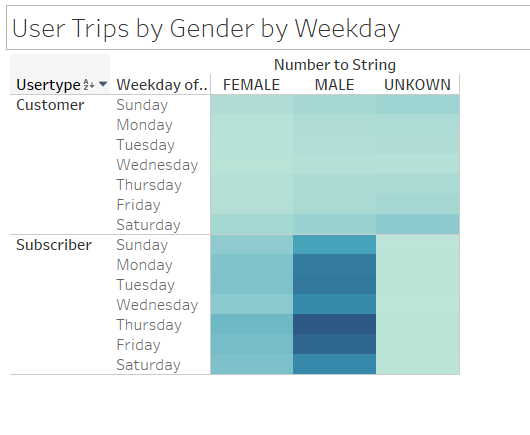 User Trips by Gender by Weekday
Number to String
Usertype Weekday of.. FEMALE MALE UNKOWN
Customer Sunday
Monday
Tuesday
Wednesday
Thursday
Friday
Saturday
Subscriber Sunday
Monday
Tuesday
Wednesday
Thursday
Friday
Saturday